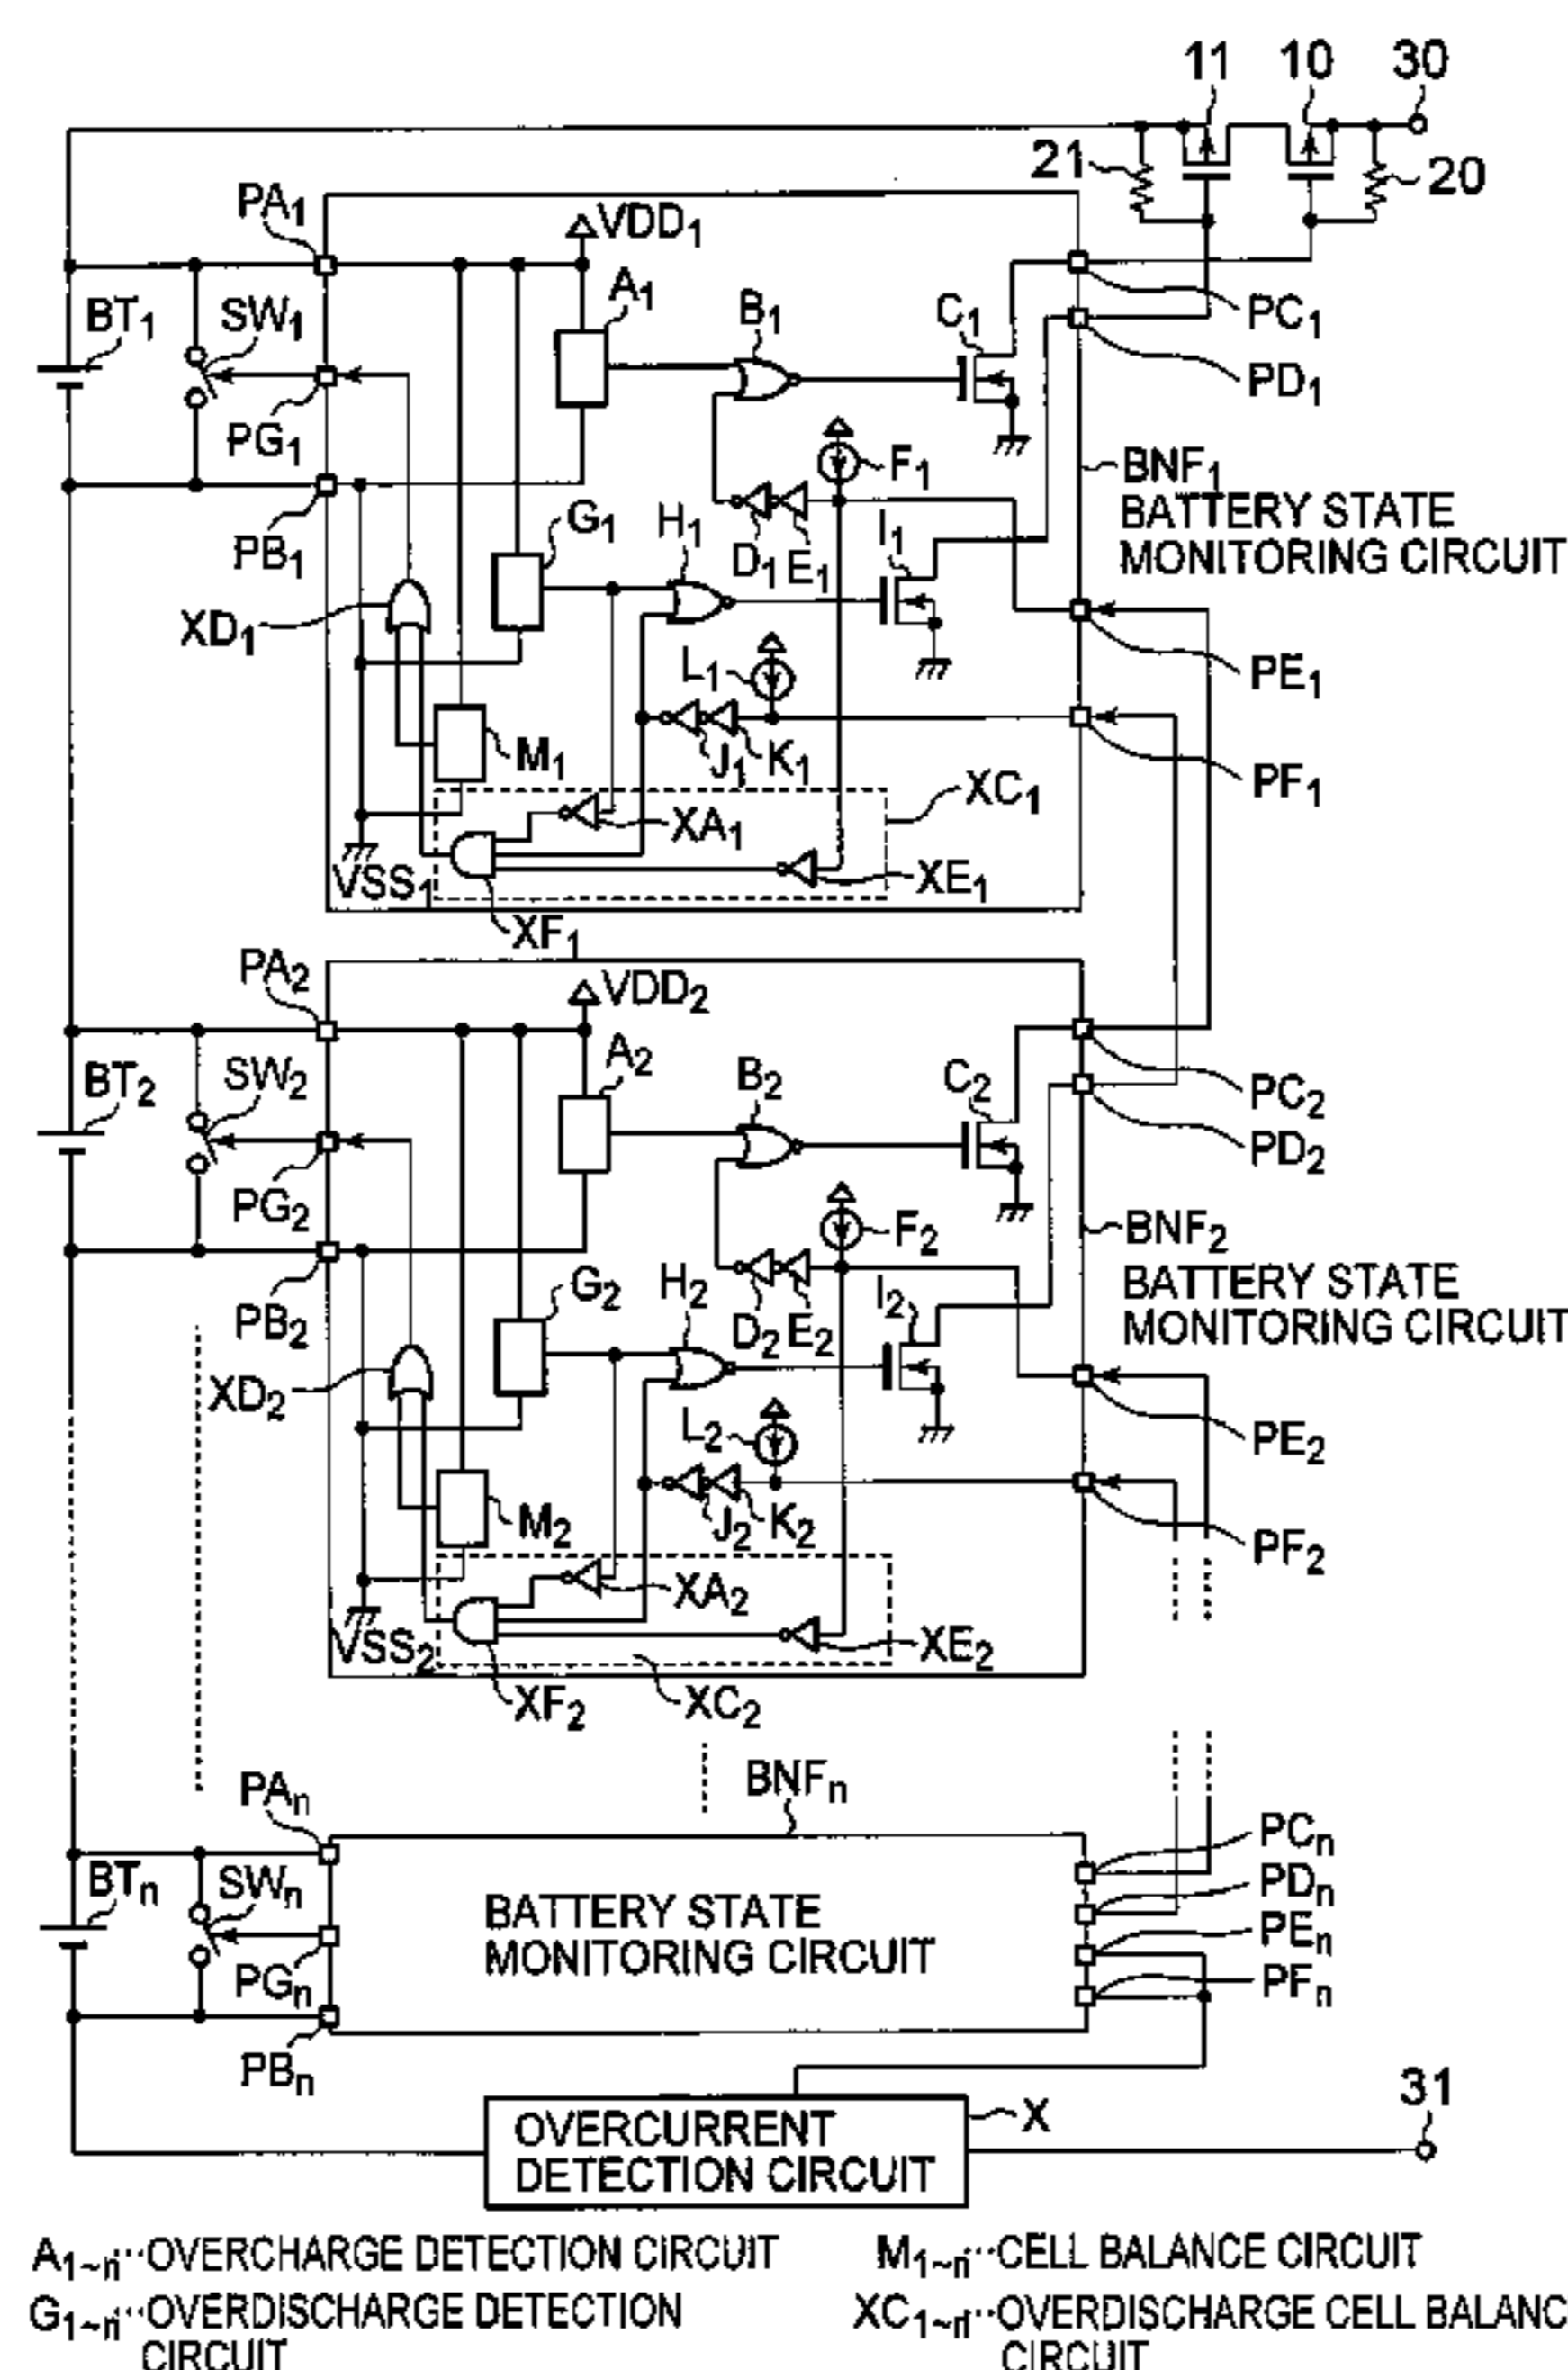 11 10 30
21 20
PA1 VDD1
A1
BT1 SW1 B1 C1 PC1
PD1
PG1 F1 BNF1
BATTERY STATE
MONITORING CIRCUIT
PB1 G1 H1 D1 E1 I1
XD1 L1 PE1
M1 J1 K1 XC1 PF1
XA1
VSS1 XE1
XF1
PA2 VDD2
A2
BT2 SW2 B2 C2 PC2
PD2
PG2 F2 BNF2
BATTERY STATE
MONITORING CIRCUIT
PB2 G2 H2 D2 E2 I2
XD2 L2 PE2
M2 J2 K2 PF2
XA2
VSS2 XE2
XF2 XC2
PAn BNFn
PCn
BTn SWn PDn
BATTERY STATE
MONITORING CIRCUIT
PEn
PGn PFn
PBn
31
OVERCURRENT
DETECTION CIRCUIT
X
A1~n···OVERCHARGE DETECTION CIRCUIT
G1~n···OVERDISCHARGE DETECTION
CIRCUIT
M1~n···CELL BALANCE CIRCUIT
XC1~n···OVERDISCHARGE CELL BALANC
CIRCUIT